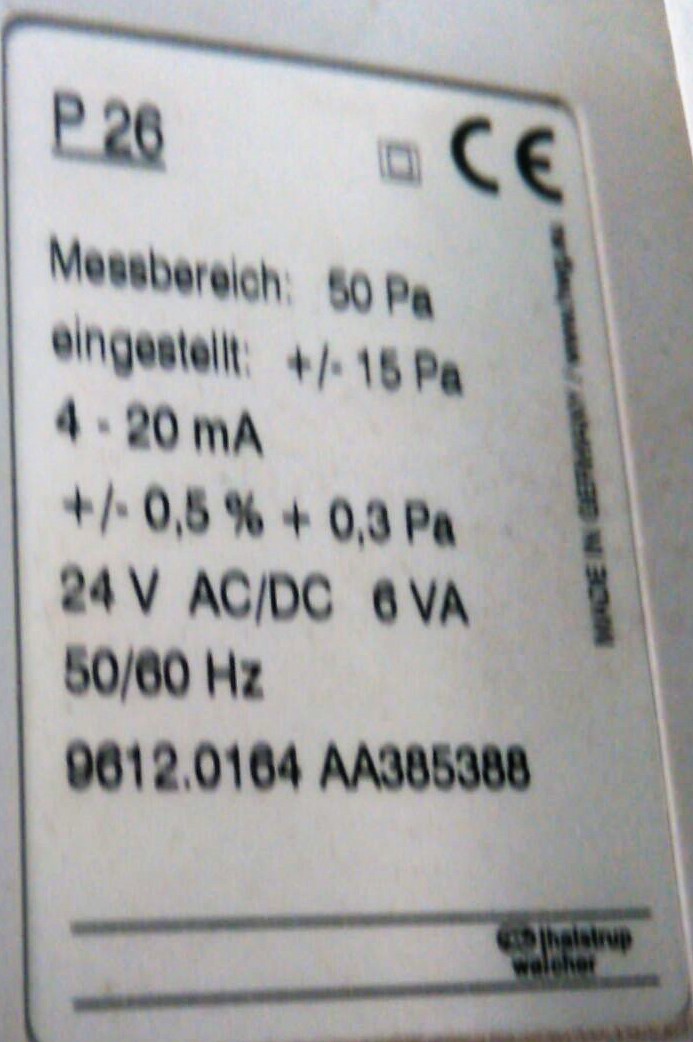 P 26
CE
Messbereich: 50 Pa
eingestellt: +/- 15 Pa
4 - 20 mA
+/- 0,5 % + 0,3 Pa
24 V AC/DC 6 VA
50/60 Hz
9612.0164 AA385388
MADE IN GERMANY /
halstrup
walcher